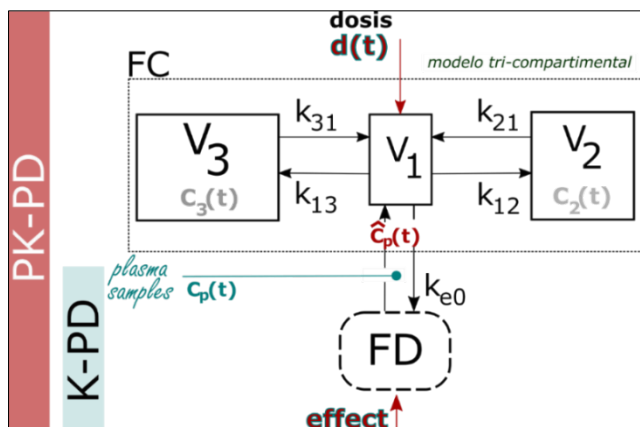 dosis
d(t)
FC
modelo tri-compartimental
V3
C3(t)
k31
k13
V1
k21
k12
V2
C2(t)
Ĉp(t)
plasma
samples
Cp(t)
ke0
FD
effect
PK-PD
K-PD